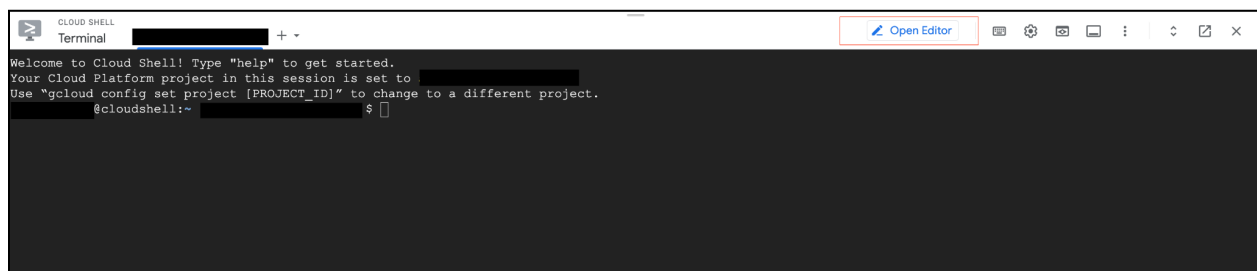 CLOUD SHELL
Terminal
Open Editor
Welcome to Cloud Shell! Type "help" to get started.
Your Cloud Platform project in this session is set to
Use “gcloud config set project [PROJECT_ID]” to change to a different project.
@cloudshell:~ $